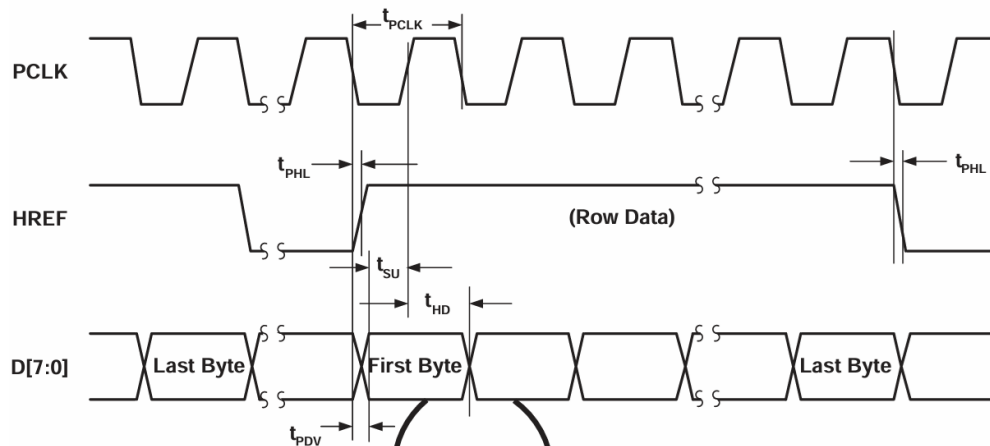 tPCLK
PCLK
tPHL
tPHL
HREF
(Row Data)
tSU
tHD
D[7:0]
Last Byte
First Byte
Last Byte
tPDV